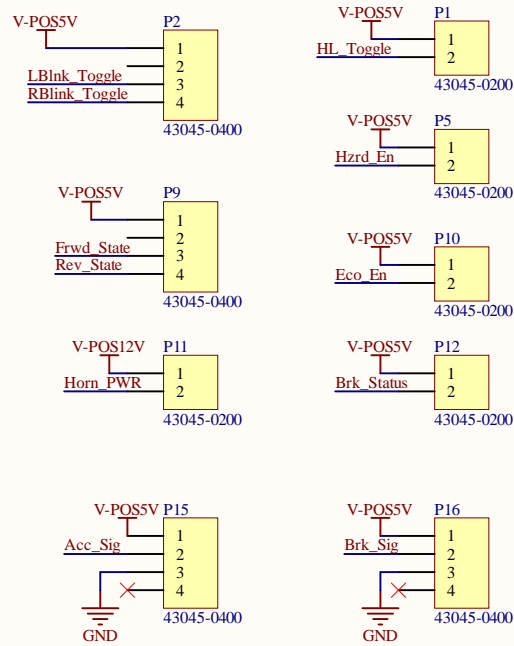 V-POS5V
P2
1
2
LBlnk_Toggle
3
RBlink_Toggle
4
43045-0400
V-POS5V
P1
1
HL_Toggle
2
43045-0200
V-POS5V
P5
1
Hzrd_En
2
43045-0200
V-POS5V
P9
1
2
Frwd_State
3
Rev_State
4
43045-0400
V-POS5V
P10
1
Eco_En
2
43045-0200
V-POS12V
P11
1
Horn_PWR
2
43045-0200
V-POS5V
P12
1
Brk_Status
2
43045-0200
V-POS5V
P15
1
Acc_Sig
2
3
4
43045-0400
GND
V-POS5V
P16
1
Brk_Sig
2
3
4
43045-0400
GND